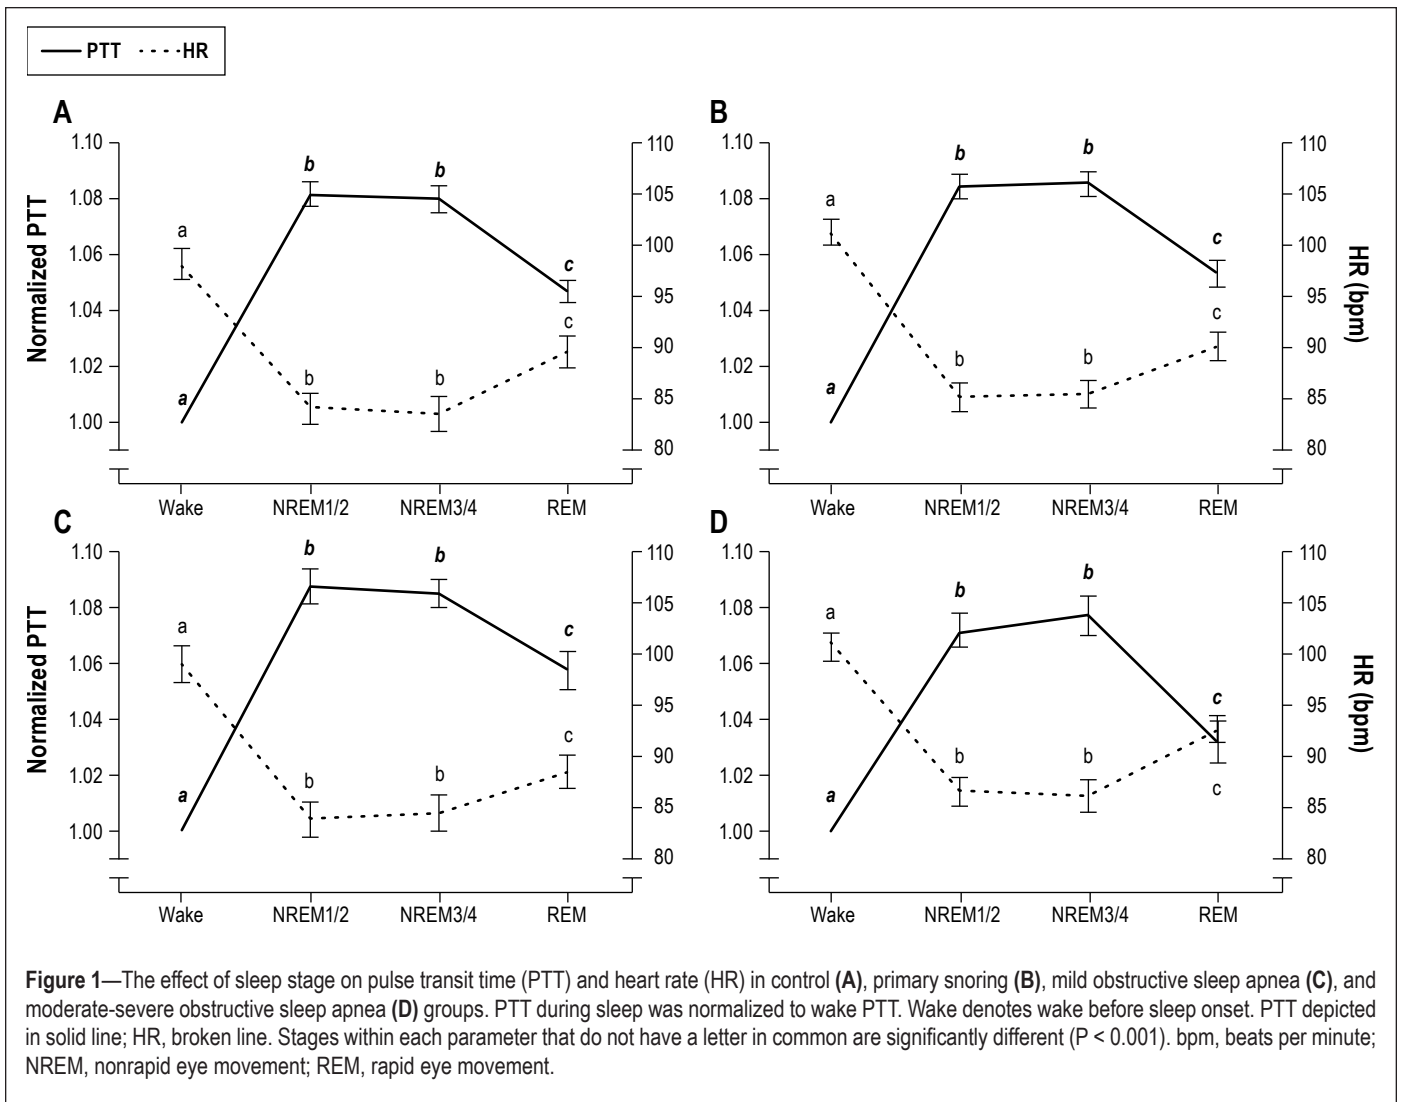 PTT HR
A
1.10
1.08
1.06
1.04
1.02
1.00
Normalized PTT
a
b
b
c
a
b
b
c
110
105
100
95
90
85
80
Wake NREM1/2 NREM3/4 REM
B
1.10
1.08
1.06
1.04
1.02
1.00
a
b
b
c
a
b
b
c
110
105
100
95
90
85
80
HR (bpm)
Wake NREM1/2 NREM3/4 REM
C
1.10
1.08
1.06
1.04
1.02
1.00
Normalized PTT
a
b
b
c
a
b
b
c
110
105
100
95
90
85
80
Wake NREM1/2 NREM3/4 REM
D
1.10
1.08
1.06
1.04
1.02
1.00
a
b
b
c
a
b
b
c
110
105
100
95
90
85
80
HR (bpm)
Wake NREM1/2 NREM3/4 REM
Figure 1—The effect of sleep stage on pulse transit time (PTT) and heart rate (HR) in control (A), primary snoring (B), mild obstructive sleep apnea (C), and
moderate-severe obstructive sleep apnea (D) groups. PTT during sleep was normalized to wake PTT. Wake denotes wake before sleep onset. PTT depicted
in solid line; HR, broken line. Stages within each parameter that do not have a letter in common are significantly different (P < 0.001). bpm, beats per minute;
NREM, nonrapid eye movement; REM, rapid eye movement.